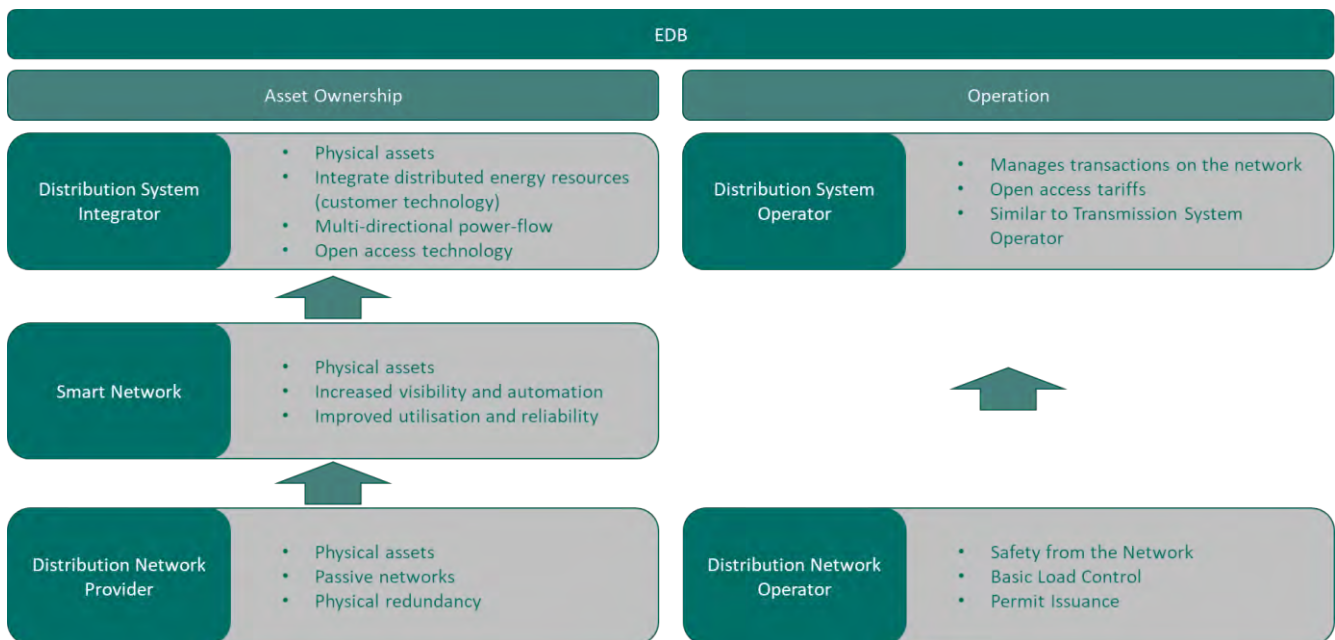 EDB
Asset Ownership
Operation
Distribution System
Integrator
• Physical assets
• Integrate distributed energy resources
(customer technology)
• Multi-directional power-flow
• Open access technology
Distribution System
Operator
• Manages transactions on the network
• Open access tariffs
• Similar to Transmission System
Operator
Smart Network
• Physical assets
• Increased visibility and automation
• Improved utilisation and reliability
Distribution Network
Provider
• Physical assets
• Passive networks
• Physical redundancy
Distribution Network
Operator
• Safety from the Network
• Basic Load Control
• Permit Issuance